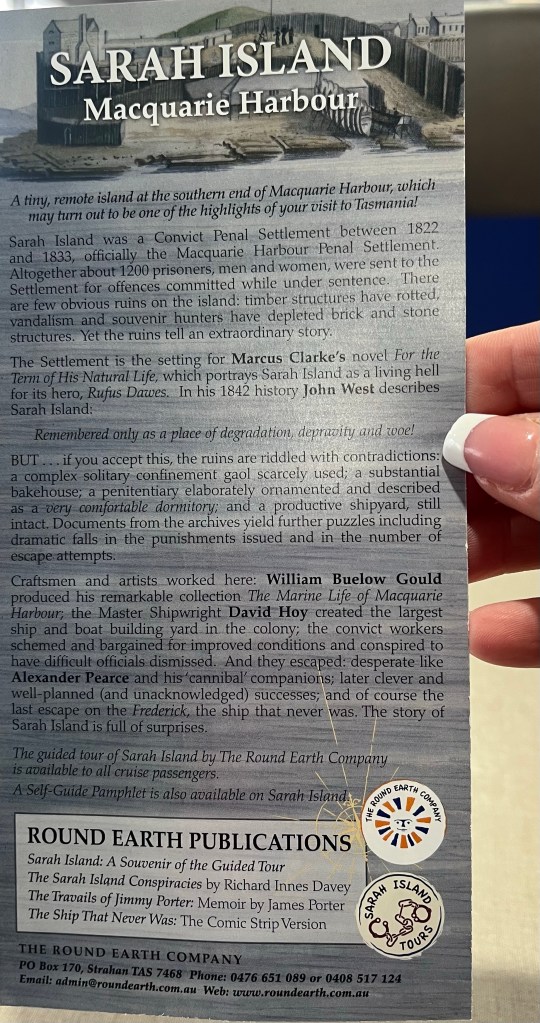 SARAH ISLAND
Macquarie Harbour
A tiny, remote island at the southern end of Macquarie Harbour, which
may turn out to be one of the highlights of your visit to Tasmania!
Sarah Island was a Convict Penal Settlement between 1822
and 1833, officially the Macquarie Harbour Penal Settlement.
Altogether about 1200 prisoners, men and women, were sent to the
Settlement for offences committed while under sentence. There
are few obvious ruins on the island: timber structures have rotted,
vandalism and souvenir hunters have depleted brick and stone
structures. Yet the ruins tell an extraordinary story.
The Settlement is the setting for Marcus Clarke's novel For the
Term of His Natural Life, which portrays Sarah Island as a living hell
for its hero, Rufus Dawes. In his 1842 history John West describes
Sarah Island:
Remembered only as a place of degradation, depravity and woe!
BUT . . . if you accept this, the ruins are riddled with contradictions:
a complex solitary confinement gaol scarcely used; a substantial
bakehouse; a penitentiary elaborately ornamented and described
as a very comfortable dormitory; and a productive shipyard, still
intact. Documents from the archives yield further puzzles including
dramatic falls in the punishments issued and in the number of
escape attempts.
Craftsmen and artists worked here: William Buelow Gould
produced his remarkable collection The Marine Life of Macquarie
Harbour; the Master Shipwright David Hoy created the largest
ship and boat building yard in the colony; the convict workers
schemed and bargained for improved conditions and conspired to
have difficult officials dismissed. And they escaped: desperate like
Alexander Pearce and his 'cannibal' companions; later clever and
well-planned (and unacknowledged) successes; and of course the
last escape on the Frederick, the ship that never was. The story of
Sarah Island is full of surprises.
The guided tour of Sarah Island by The Round Earth Company
is available to all cruise passengers.
A Self-Guide Pamphlet is also available on Sarah Island.
THE ROUND EARTH COMPANY
ROUND EARTH PUBLICATIONS
Sarah Island: A Souvenir of the Guided Tour
The Sarah Island Conspiracies by Richard Innes Davey
The Travails of Jimmy Porter: Memoir by James Porter
The Ship That Never Was: The Comic Strip Version
SARAH ISLAND
TOURS
THE ROUND EARTH COMPANY
PO Box 170, Strahan TAS 7468 Phone: 0476 651 089 or 0408 517 124
Email: admin@roundearth.com.au Web: www.roundearth.com.au